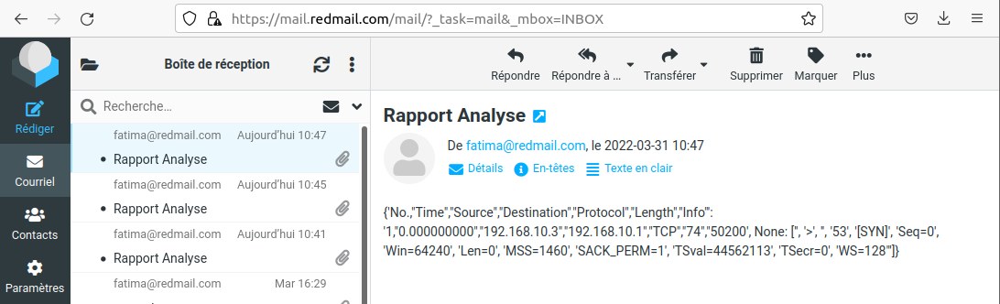 https://mail.redmail.com/mail/?_task=mail&_mbox=INBOX
Rédiger
Courriel
Contacts
Paramètres
Boîte de réception
Recherche...
fatima@redmail.com Aujourd'hui 10:47
• Rapport Analyse
fatima@redmail.com Aujourd'hui 10:45
• Rapport Analyse
fatima@redmail.com Aujourd'hui 10:41
• Rapport Analyse
fatima@redmail.com Mar 16:29
Répondre Répondre à ... Transférer Supprimer Marquer Plus
Rapport Analyse
De fatima@redmail.com, le 2022-03-31 10:47
Détails En-têtes Texte en clair
{'No.,"Time","Source","Destination","Protocol","Length","Info"':
'1,"0.000000000","192.168.10.3","192.168.10.1","TCP","74","50200', None: ['', '>', '', '53', '[SYN]', 'Seq=0',
'Win=64240', 'Len=0', 'MSS=1460', 'SACK_PERM=1', 'TSval=44562113', 'TSecr=0', 'WS=128"']}